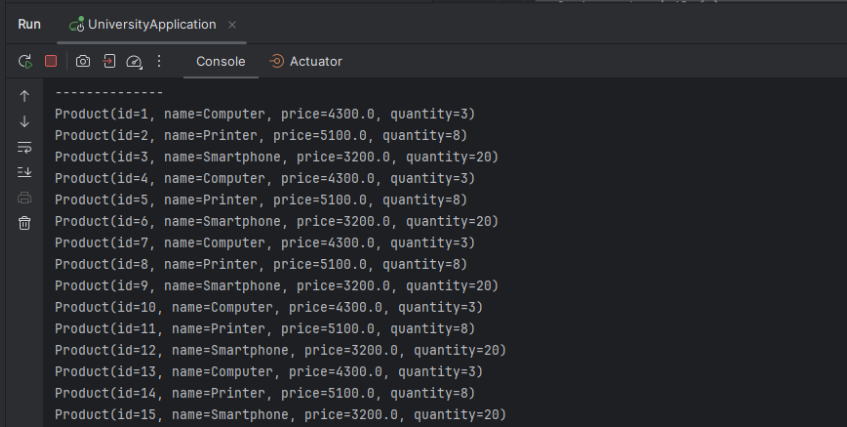 Run UniversityApplication ×
Console Actuator
--------------
Product(id=1, name=Computer, price=4300.0, quantity=3)
Product(id=2, name=Printer, price=5100.0, quantity=8)
Product(id=3, name=Smartphone, price=3200.0, quantity=20)
Product(id=4, name=Computer, price=4300.0, quantity=3)
Product(id=5, name=Printer, price=5100.0, quantity=8)
Product(id=6, name=Smartphone, price=3200.0, quantity=20)
Product(id=7, name=Computer, price=4300.0, quantity=3)
Product(id=8, name=Printer, price=5100.0, quantity=8)
Product(id=9, name=Smartphone, price=3200.0, quantity=20)
Product(id=10, name=Computer, price=4300.0, quantity=3)
Product(id=11, name=Printer, price=5100.0, quantity=8)
Product(id=12, name=Smartphone, price=3200.0, quantity=20)
Product(id=13, name=Computer, price=4300.0, quantity=3)
Product(id=14, name=Printer, price=5100.0, quantity=8)
Product(id=15, name=Smartphone, price=3200.0, quantity=20)